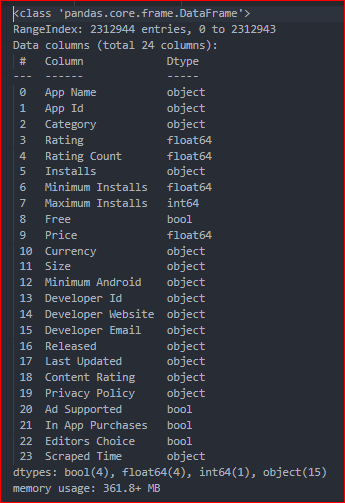 <class 'pandas.core.frame.DataFrame'>
RangeIndex: 2312944 entries, 0 to 2312943
Data columns (total 24 columns):
 #   Column             Dtype
---  ------             -----
 0   App Name           object
 1   App Id             object
 2   Category           object
 3   Rating             float64
 4   Rating Count       float64
 5   Installs           object
 6   Minimum Installs   float64
 7   Maximum Installs   int64
 8   Free               bool
 9   Price              float64
 10  Currency           object
 11  Size               object
 12  Minimum Android    object
 13  Developer Id       object
 14  Developer Website  object
 15  Developer Email    object
 16  Released           object
 17  Last Updated       object
 18  Content Rating     object
 19  Privacy Policy     object
 20  Ad Supported       bool
 21  In App Purchases   bool
 22  Editors Choice     bool
 23  Scraped Time       object
dtypes: bool(4), float64(4), int64(1), object(15)
memory usage: 361.8+ MB